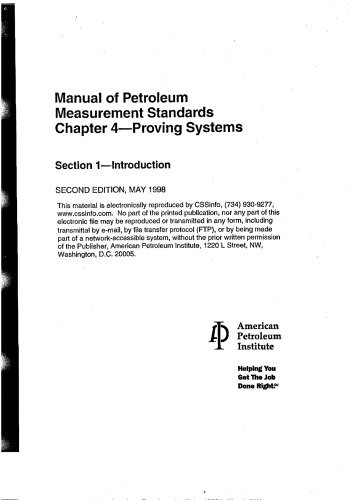 Manual of Petroleum
Measurement Standards
Chapter 4—Proving Systems
Section 1—Introduction
SECOND EDITION, MAY 1998
This material is electronically reproduced by CSSinfo, (734) 930-9277,
www.cssinfo.com. No part of the printed publication, nor any part of this
electronic file may be reproduced or transmitted in any form, including
transmittal by e-mail, by file transfer protocol (FTP), or by being made
part of a network-accessible system, without the prior written permission
of the Publisher, American Petroleum Institute, 1220 L Street, NW,
Washington, D.C. 20005.
American
Petroleum
Institute
Helping You
Get The Job
Done Right.℠